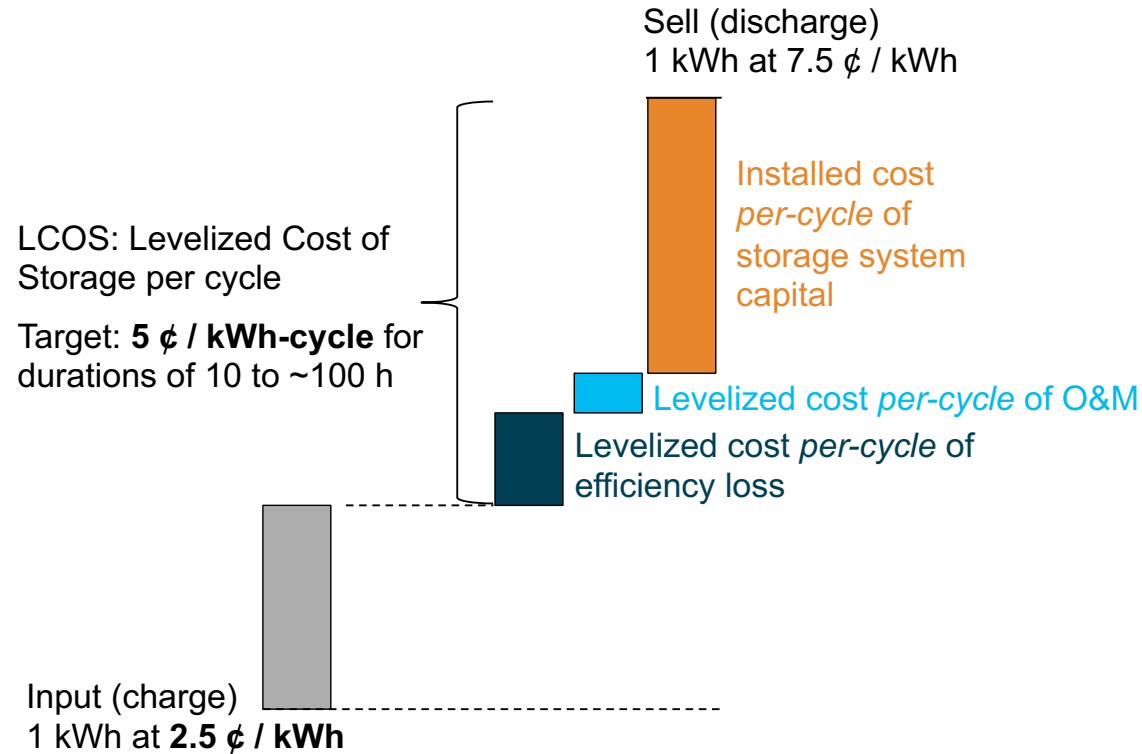 Sell (discharge)
1 kWh at 7.5 ¢ / kWh
Installed cost
per-cycle of
storage system
capital
LCOS: Levelized Cost of
Storage per cycle
Target: 5 ¢ / kWh-cycle for
durations of 10 to ~100 h
Levelized cost per-cycle of O&M
Levelized cost per-cycle of
efficiency loss
Input (charge)
1 kWh at 2.5 ¢ / kWh